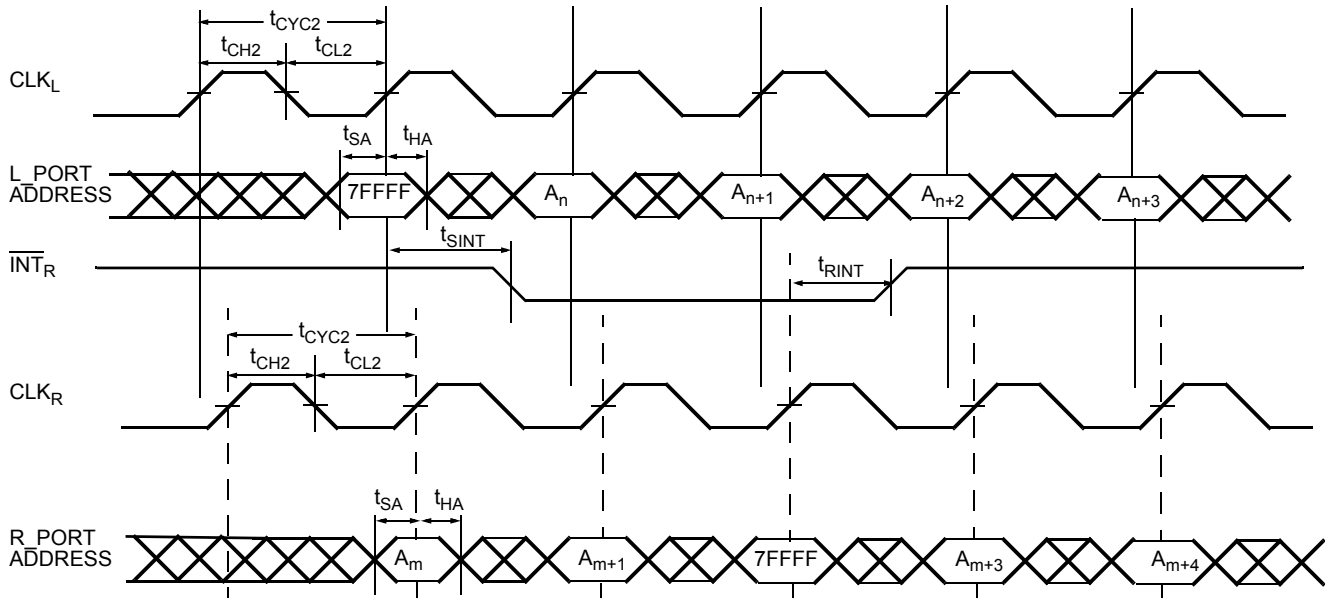 tCYC2
tCH2 tCL2
CLKL
tSA tHA
L_PORT
ADDRESS
7FFFF An An+1 An+2 An+3
tSINT
INTR
tRINT
tCYC2
tCH2 tCL2
CLKR
tSA tHA
R_PORT
ADDRESS
Am Am+1 7FFFF Am+3 Am+4